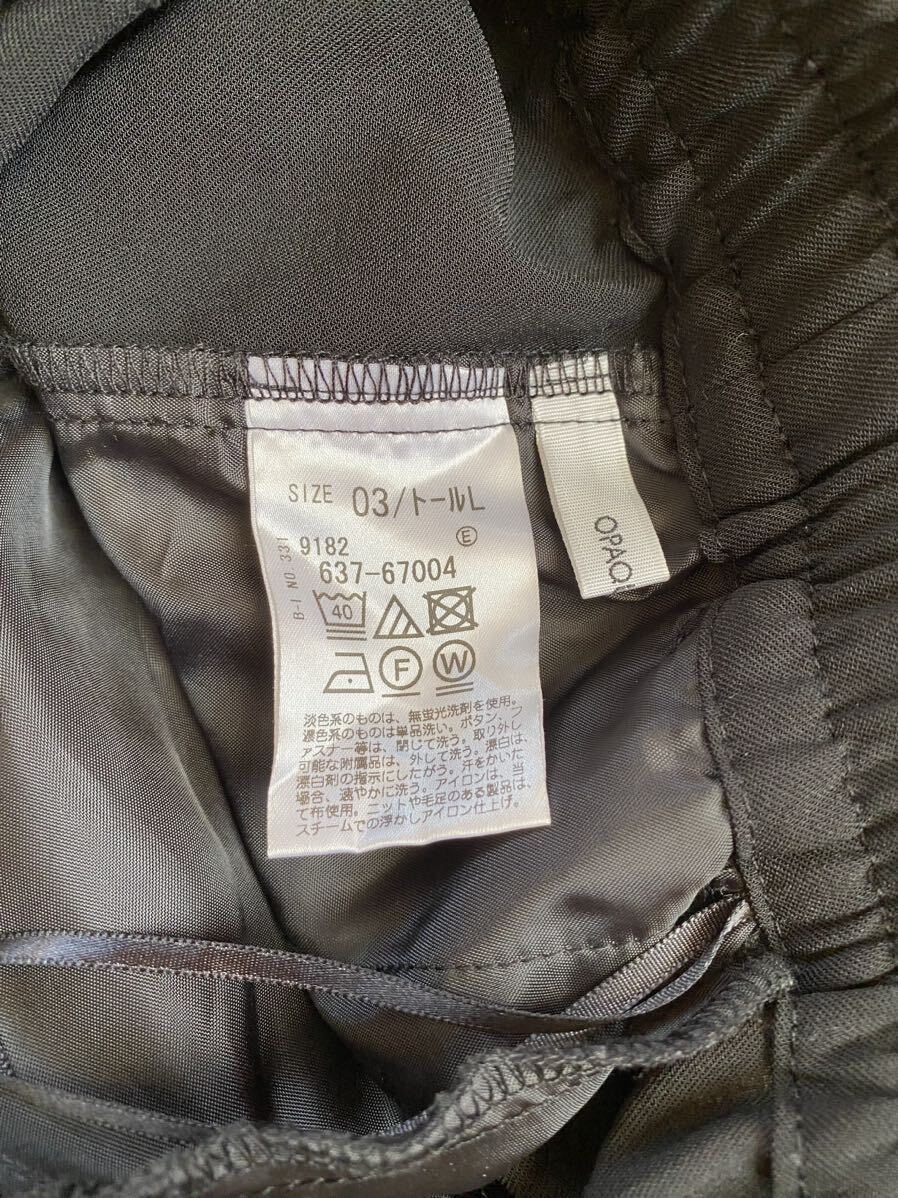 SIZE 03/トールL
B-I NO.331
9182 Ⓔ
637-67004
40
F W
淡色系のものは、無蛍光洗剤を使用。
濃色系のものは単品洗い。ボタン、フ
ァスナー等は、閉じて洗う。取り外し
可能な附属品は、外して洗う。漂白は、
漂白剤の指示にしたがう。汗をかいた
場合、速やかに洗う。アイロンは、当
て布使用。ニットや毛足のある製品は、
スチームでの浮かしアイロン仕上げ。